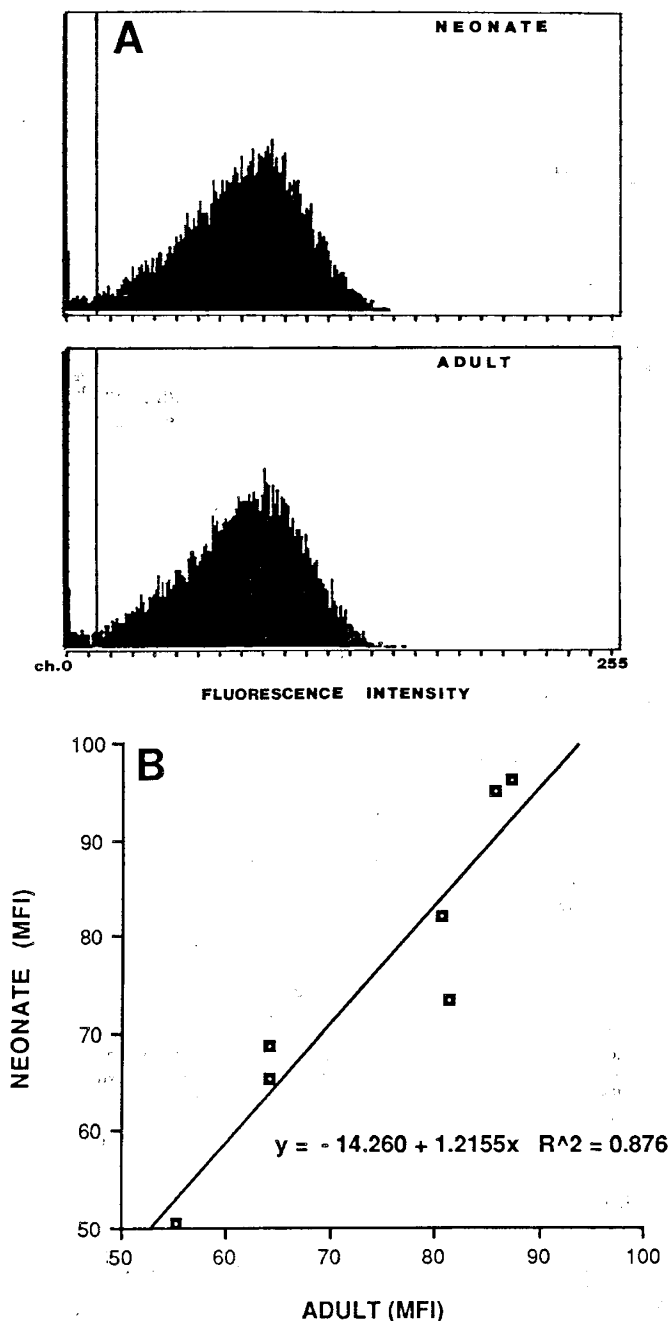 A
NEONATE
ADULT
ch.0
255
FLUORESCENCE INTENSITY
B
100
90
80
70
60
50
NEONATE (MFI)
y = - 14.260 + 1.2155x R^2 = 0.876
50
60
70
80
90
100
ADULT (MFI)